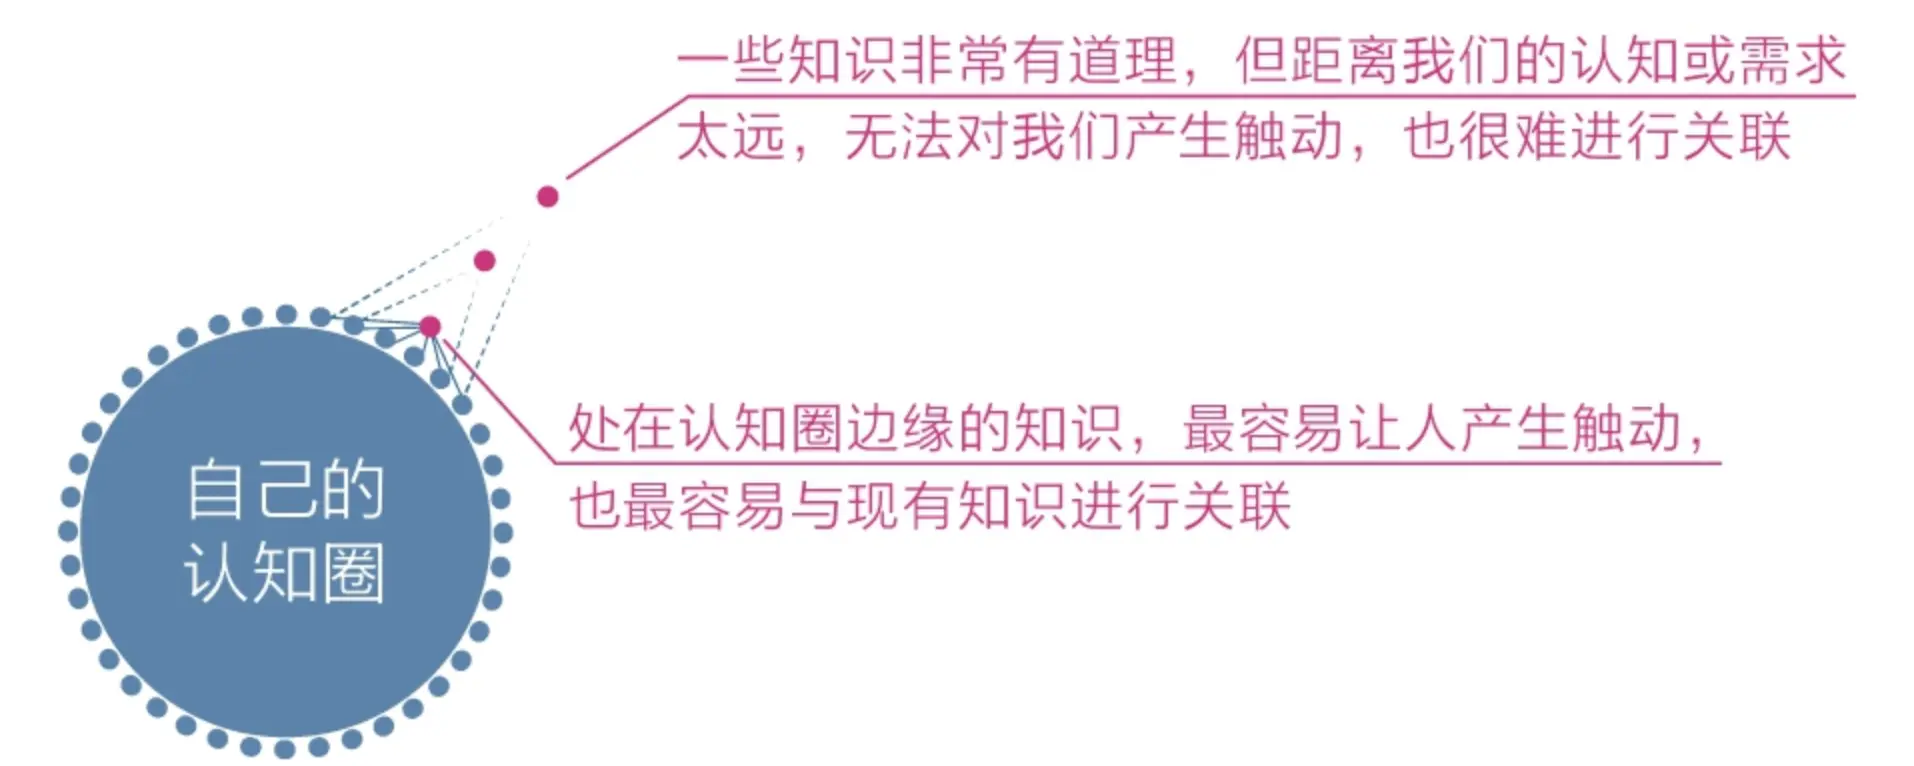 一些知识非常有道理，但距离我们的认知或需求
太远，无法对我们产生触动，也很难进行关联
处在认知圈边缘的知识，最容易让人产生触动，
也最容易与现有知识进行关联
自己的
认知圈